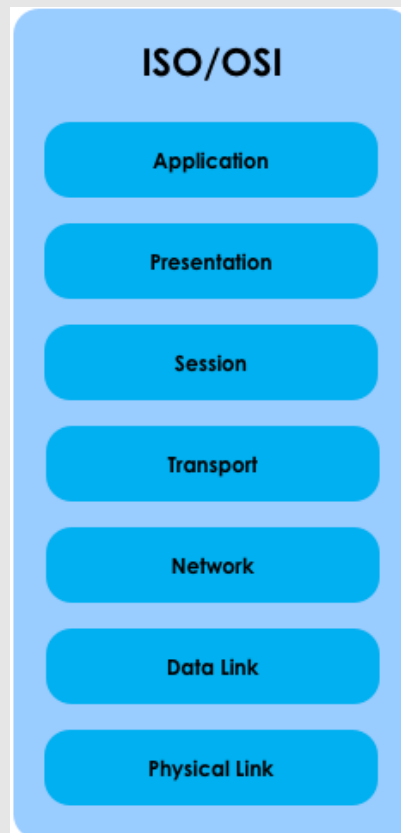 ISO/OSI
Application
Presentation
Session
Transport
Network
Data Link
Physical Link